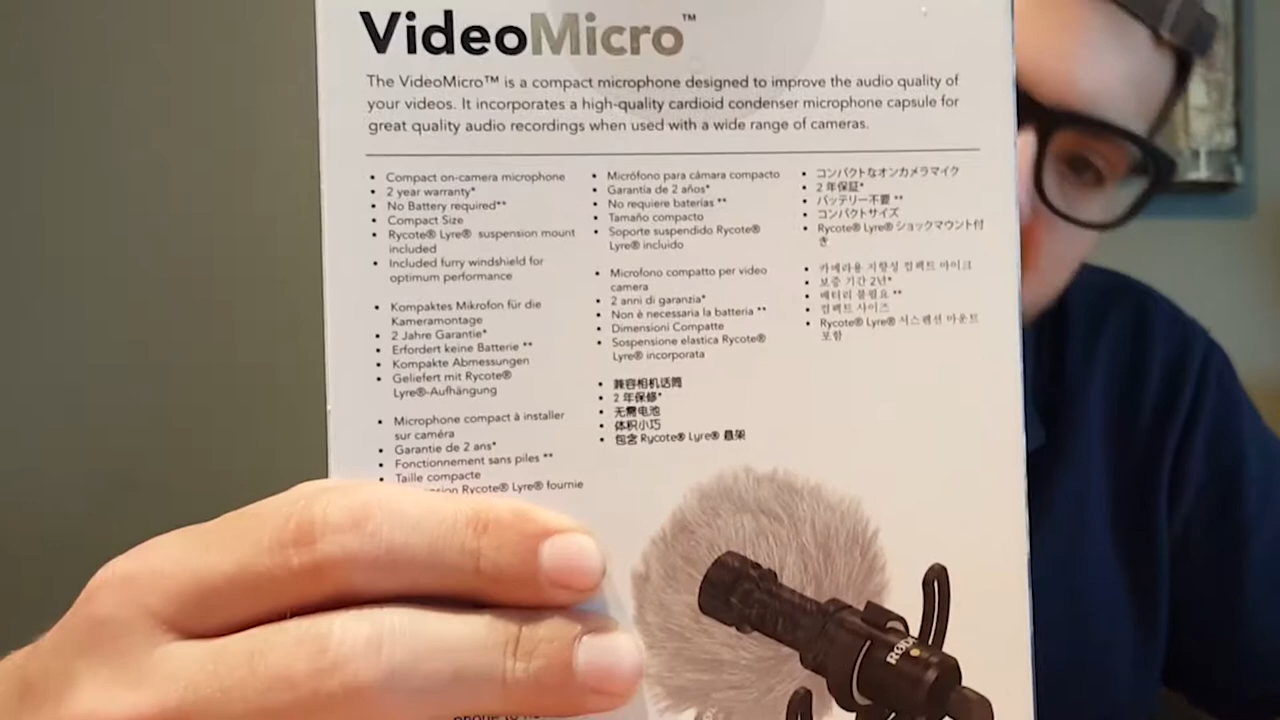 VideoMicro™
The VideoMicro™ is a compact microphone designed to improve the audio quality of
your videos. It incorporates a high-quality cardioid condenser microphone capsule for
great quality audio recordings when used with a wide range of cameras.
• Compact on-camera microphone
• 2 year warranty*
• No Battery required**
• Compact Size
• Rycote® Lyre® suspension mount
included
• Included furry windshield for
optimum performance
• Kompaktes Mikrofon für die
Kameramontage
• 2 Jahre Garantie*
• Erfordert keine Batterie **
• Kompakte Abmessungen
• Geliefert mit Rycote®
Lyre®-Aufhängung
• Microphone compact à installer
sur caméra
• Garantie de 2 ans*
• Fonctionnement sans piles **
• Taille compacte
Rycote® Lyre® fournie
• Micrófono para cámara compacto
• Garantía de 2 años*
• No requiere baterías **
• Tamaño compacto
• Soporte suspendido Rycote®
Lyre® incluido
• Microfono compatto per video
camera
• 2 anni di garanzia*
• Non è necessaria la batteria **
• Dimensioni Compatte
• Sospensione elastica Rycote®
Lyre® incorporata
• 兼容相机话筒
• 2 年保修*
• 无需电池
• 体积小巧
• 包含 Rycote® Lyre® 悬架
• コンパクトなオンカメラマイク
• 2 年保証*
• バッテリー不要 **
• コンパクトサイズ
• Rycote® Lyre® ショックマウント付
き
• 카메라용 지향성 컴팩트 마이크
• 보증 기간 2년*
• 배터리 불필요 **
• 컴팩트 사이즈
• Rycote® Lyre® 서스펜션 마운트
포함
RØDE